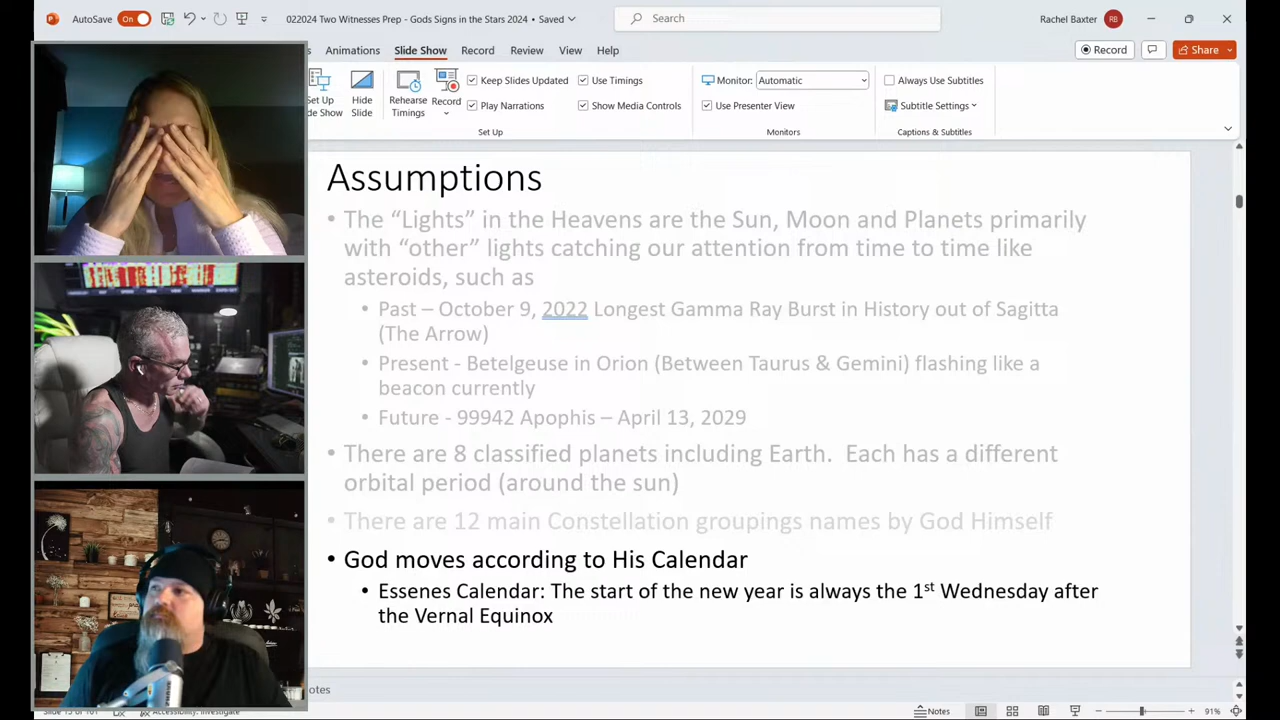 AutoSave On 022024 Two Witnesses Prep - Gods Signs in the Stars 2024 • Saved Search Rachel Baxter RB
Animations Slide Show Record Review View Help Record Share
Set Up Hide Rehearse Record Keep Slides Updated Use Timings Monitor: Automatic Always Use Subtitles
Slide Timings Play Narrations Show Media Controls Use Presenter View Subtitle Settings
Set Up Monitors Captions & Subtitles
Assumptions
• The “Lights” in the Heavens are the Sun, Moon and Planets primarily
with “other” lights catching our attention from time to time like
asteroids, such as
• Past – October 9, 2022 Longest Gamma Ray Burst in History out of Sagitta
(The Arrow)
• Present - Betelgeuse in Orion (Between Taurus & Gemini) flashing like a
beacon currently
• Future - 99942 Apophis – April 13, 2029
• There are 8 classified planets including Earth. Each has a different
orbital period (around the sun)
• There are 12 main Constellation groupings names by God Himself
• God moves according to His Calendar
• Essenes Calendar: The start of the new year is always the 1st Wednesday after
the Vernal Equinox
Notes 91%